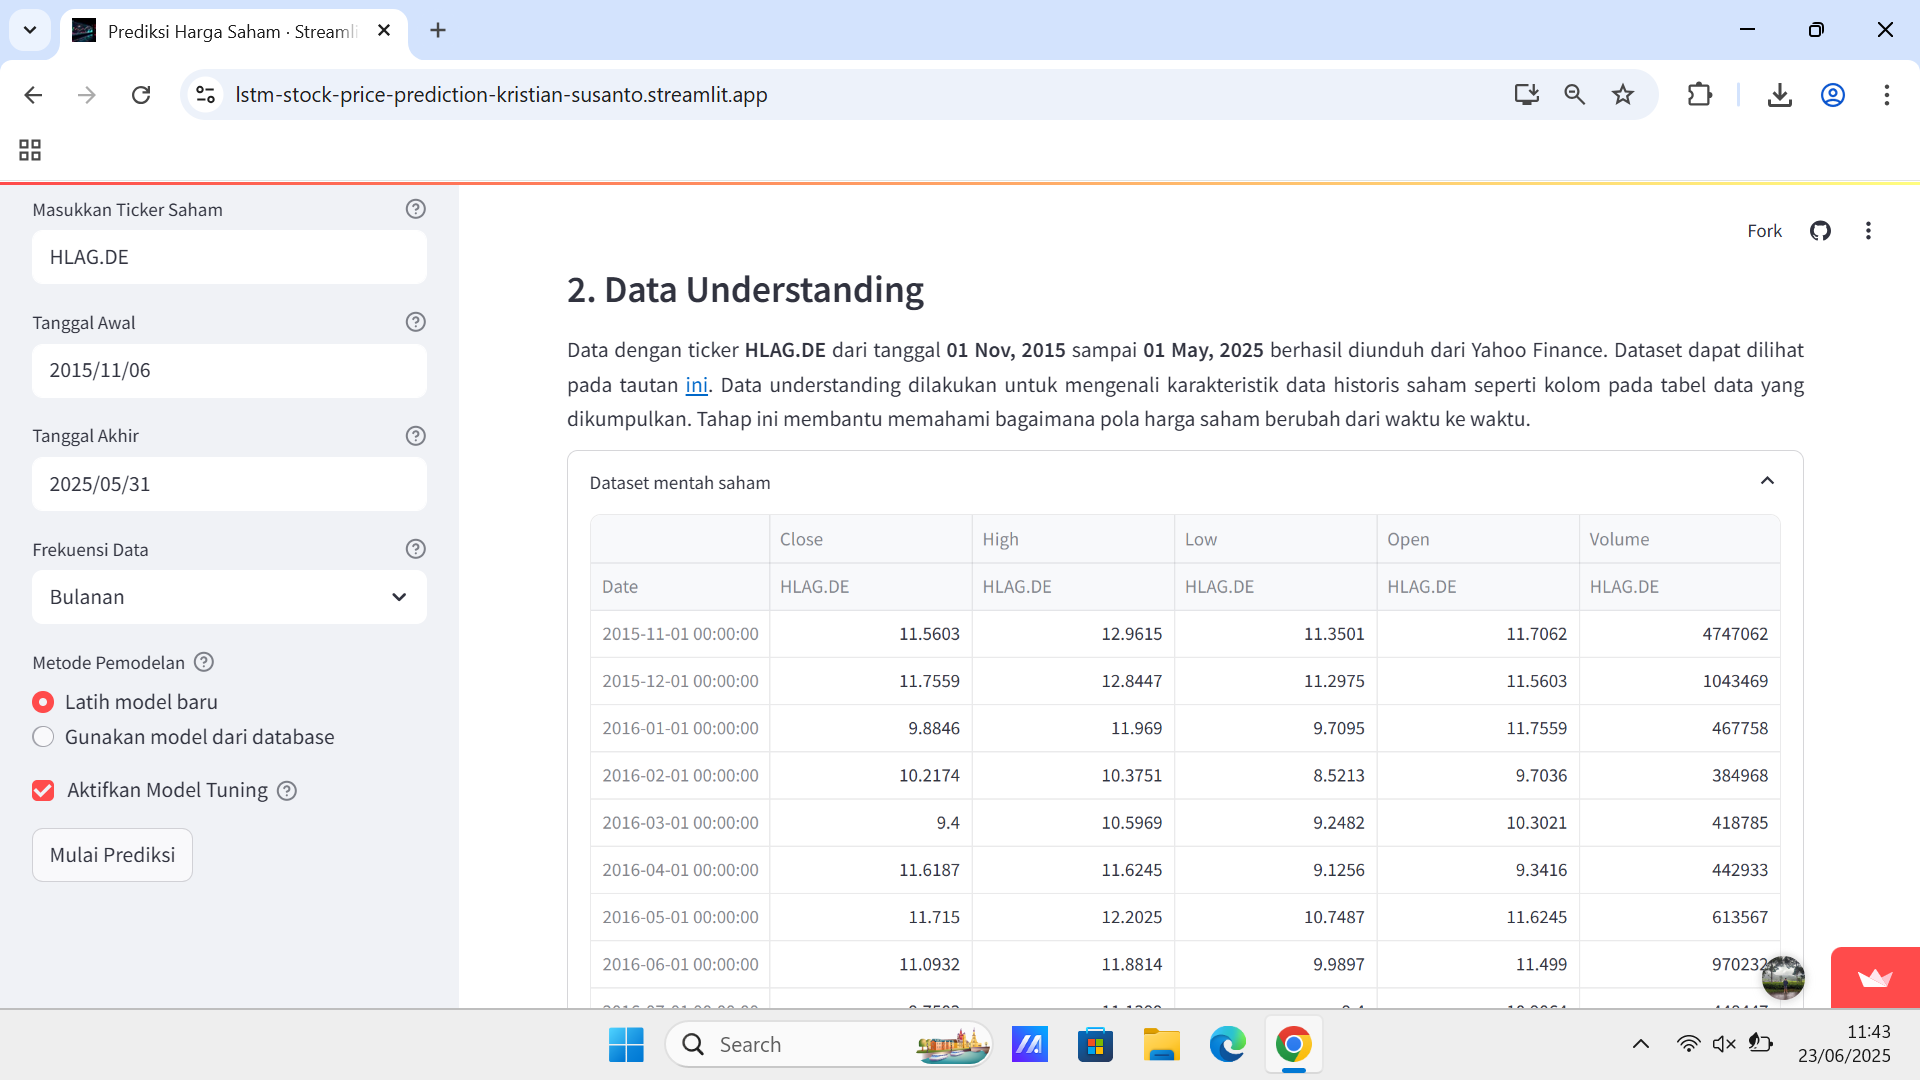 Prediksi Harga Saham · Streamli
lstm-stock-price-prediction-kristian-susanto.streamlit.app
Masukkan Ticker Saham
HLAG.DE
Tanggal Awal
2015/11/06
Tanggal Akhir
2025/05/31
Frekuensi Data
Bulanan
Metode Pemodelan
Latih model baru
Gunakan model dari database
Aktifkan Model Tuning
Mulai Prediksi
Fork
2. Data Understanding
Data dengan ticker HLAG.DE dari tanggal 01 Nov, 2015 sampai 01 May, 2025 berhasil diunduh dari Yahoo Finance. Dataset dapat dilihat
pada tautan ini. Data understanding dilakukan untuk mengenali karakteristik data historis saham seperti kolom pada tabel data yang
dikumpulkan. Tahap ini membantu memahami bagaimana pola harga saham berubah dari waktu ke waktu.
Dataset mentah saham
Close High Low Open Volume
Date HLAG.DE HLAG.DE HLAG.DE HLAG.DE HLAG.DE
2015-11-01 00:00:00 11.5603 12.9615 11.3501 11.7062 4747062
2015-12-01 00:00:00 11.7559 12.8447 11.2975 11.5603 1043469
2016-01-01 00:00:00 9.8846 11.969 9.7095 11.7559 467758
2016-02-01 00:00:00 10.2174 10.3751 8.5213 9.7036 384968
2016-03-01 00:00:00 9.4 10.5969 9.2482 10.3021 418785
2016-04-01 00:00:00 11.6187 11.6245 9.1256 9.3416 442933
2016-05-01 00:00:00 11.715 12.2025 10.7487 11.6245 613567
2016-06-01 00:00:00 11.0932 11.8814 9.9897 11.499 970232
Search
11:43
23/06/2025